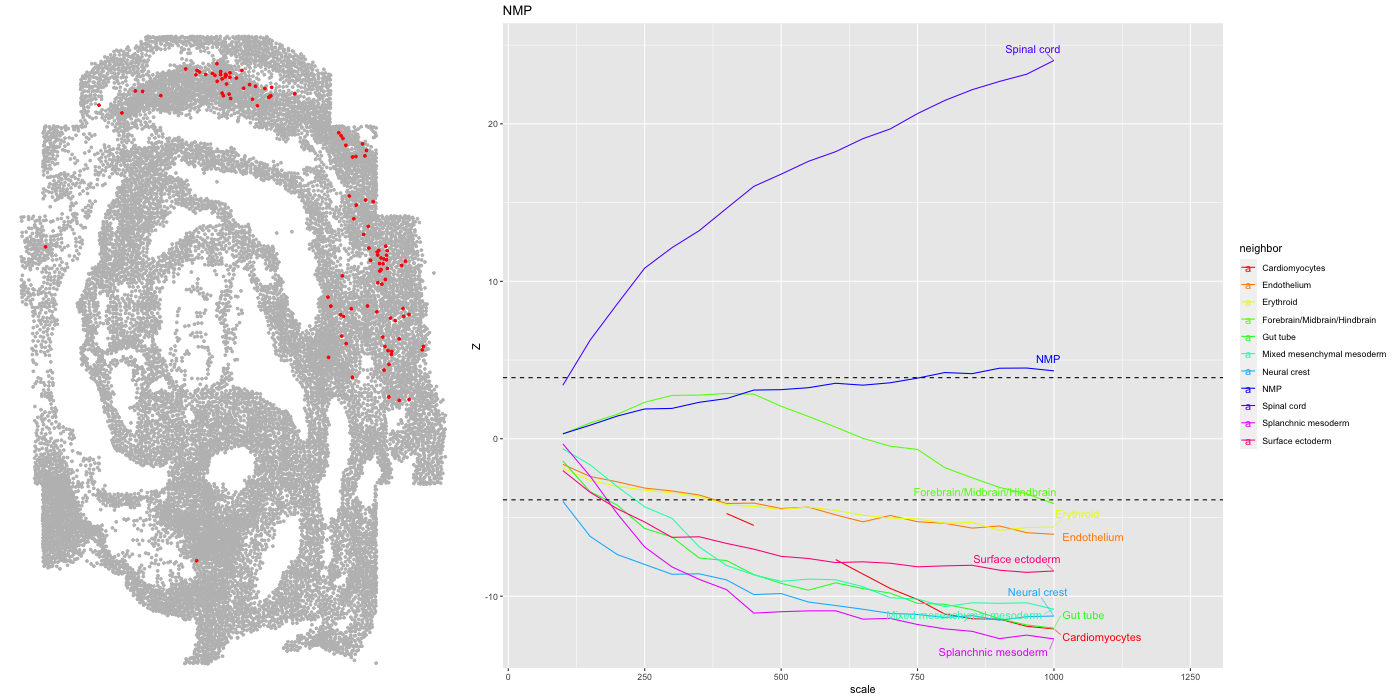 NMP
Spinal cord
NMP
Forebrain/Midbrain/Hindbrain
Erythroid
Endothelium
Surface ectoderm
Neural crest
Mixed mesenchymal mesoderm
Gut tube
Cardiomyocytes
Splanchnic mesoderm
20
10
0
-10
Z
0
250
500
750
1000
1250
scale
neighbor
a Cardiomyocytes
a Endothelium
a Erythroid
a Forebrain/Midbrain/Hindbrain
a Gut tube
a Mixed mesenchymal mesoderm
a Neural crest
a NMP
a Spinal cord
a Splanchnic mesoderm
a Surface ectoderm